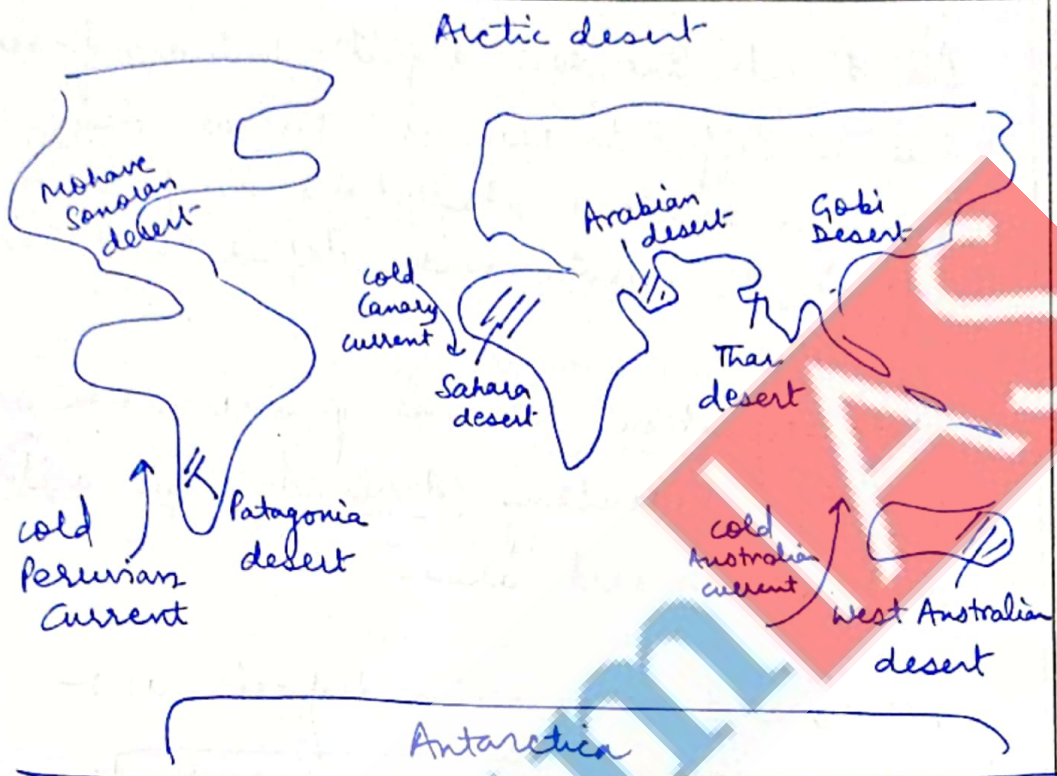 Arctic desert
Mohave
Sonoran
desert
Arabian
desert
Gobi
Desert
cold
Canary
current
Sahara
desert
Thar
desert
cold
Peruvian
Current
Patagonia
desert
cold
Australian
current
West Australian
desert
Antarctica
IAS
m